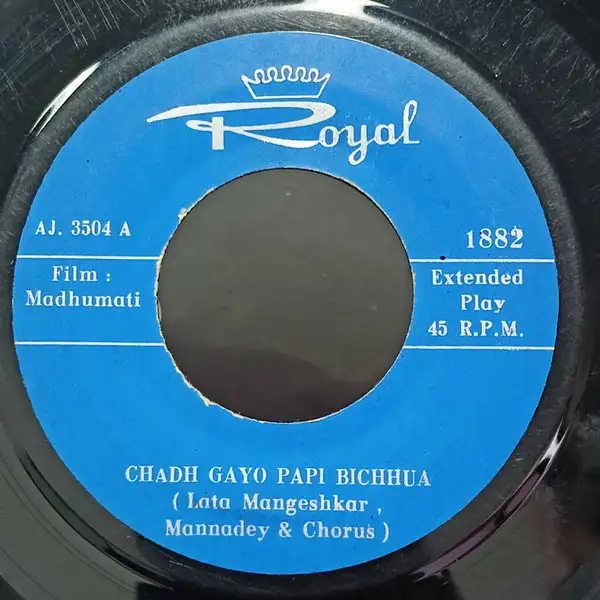 Royal
AJ. 3504 A
1882
Film :
Madhumati
Extended
Play
45 R.P.M.
CHADH GAYO PAPI BICHHUA
( Lata Mangeshkar ,
Mannadey & Chorus )